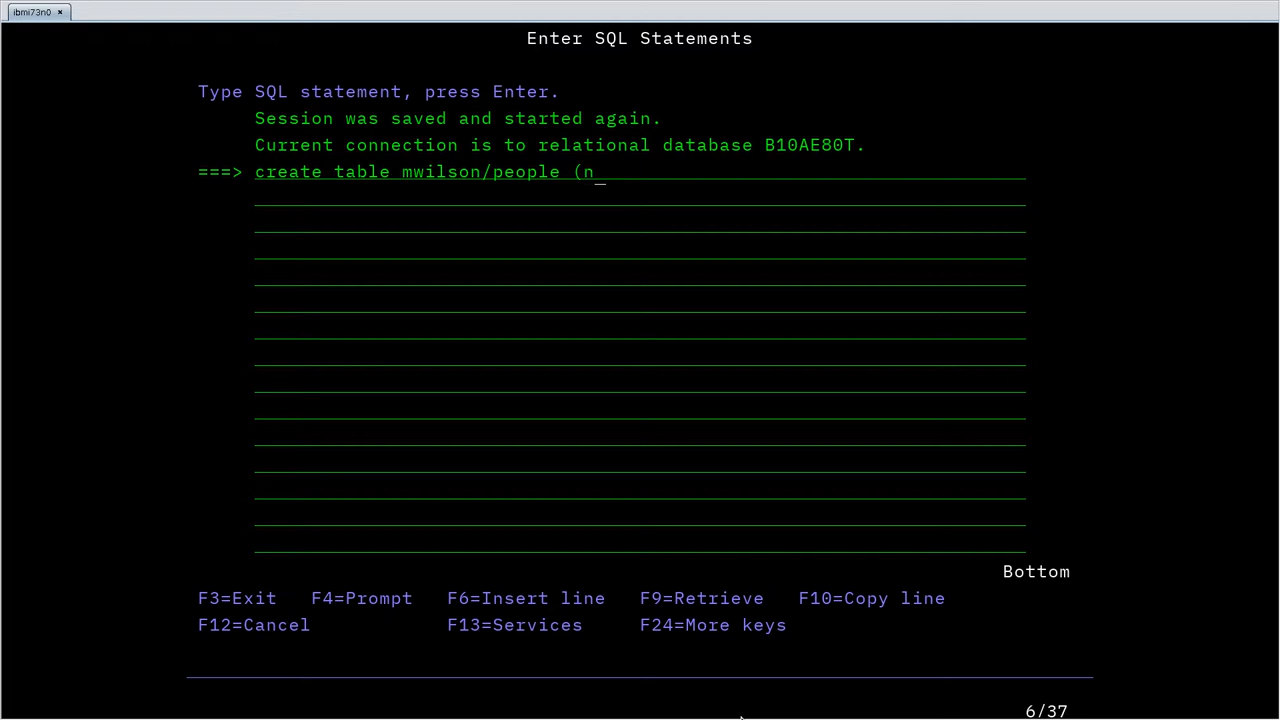 ibmi73n0 ×
Enter SQL Statements
Type SQL statement, press Enter.
Session was saved and started again.
Current connection is to relational database B10AE80T.
===> create table mwilson/people (n_
Bottom
F3=Exit F4=Prompt F6=Insert line F9=Retrieve F10=Copy line
F12=Cancel F13=Services F24=More keys
6/37